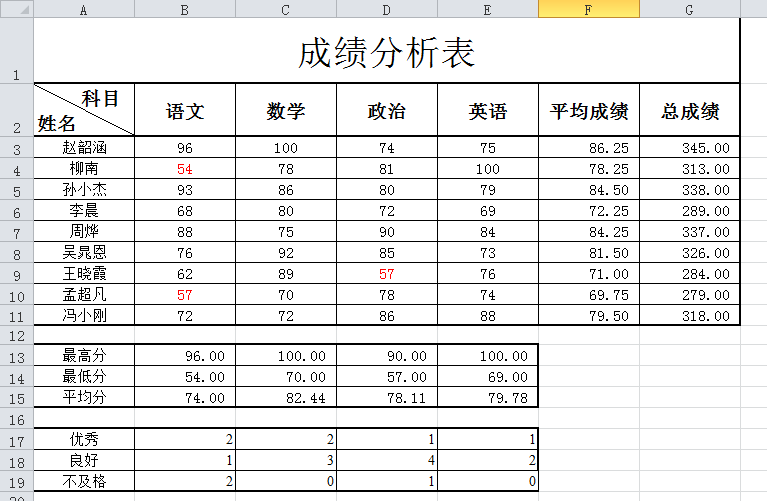 A B C D E F G
1 成绩分析表
2 科目 姓名 语文 数学 政治 英语 平均成绩 总成绩
3 赵韶涵 96 100 74 75 86.25 345.00
4 柳南 54 78 81 100 78.25 313.00
5 孙小杰 93 86 80 79 84.50 338.00
6 李晨 68 80 72 69 72.25 289.00
7 周烨 88 75 90 84 84.25 337.00
8 吴晁恩 76 92 85 73 81.50 326.00
9 王晓霞 62 89 57 76 71.00 284.00
10 孟超凡 57 70 78 74 69.75 279.00
11 冯小刚 72 72 86 88 79.50 318.00
12
13 最高分 96.00 100.00 90.00 100.00
14 最低分 54.00 70.00 57.00 69.00
15 平均分 74.00 82.44 78.11 79.78
16
17 优秀 2 2 1 1
18 良好 1 3 4 2
19 不及格 2 0 1 0